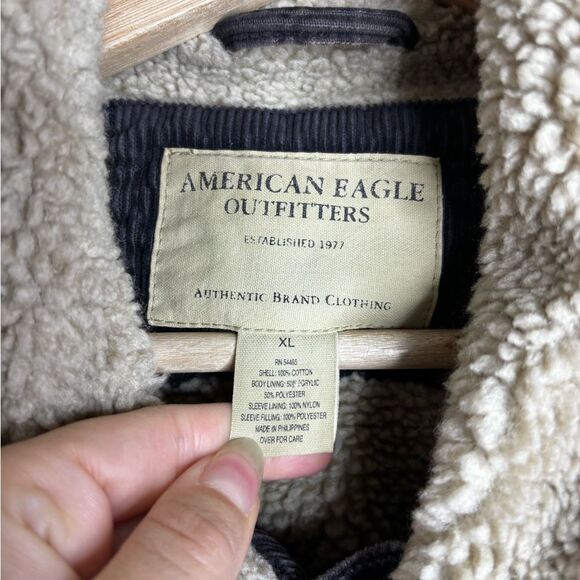 AMERICAN EAGLE
OUTFITTERS
ESTABLISHED 1977
AUTHENTIC BRAND CLOTHING
XL
RN 54485
SHELL: 100% COTTON
BODY LINING: 50% ACRYLIC
50% POLYESTER
SLEEVE LINING: 100% NYLON
SLEEVE FILLING: 100% POLYESTER
MADE IN PHILIPPINES
OVER FOR CARE